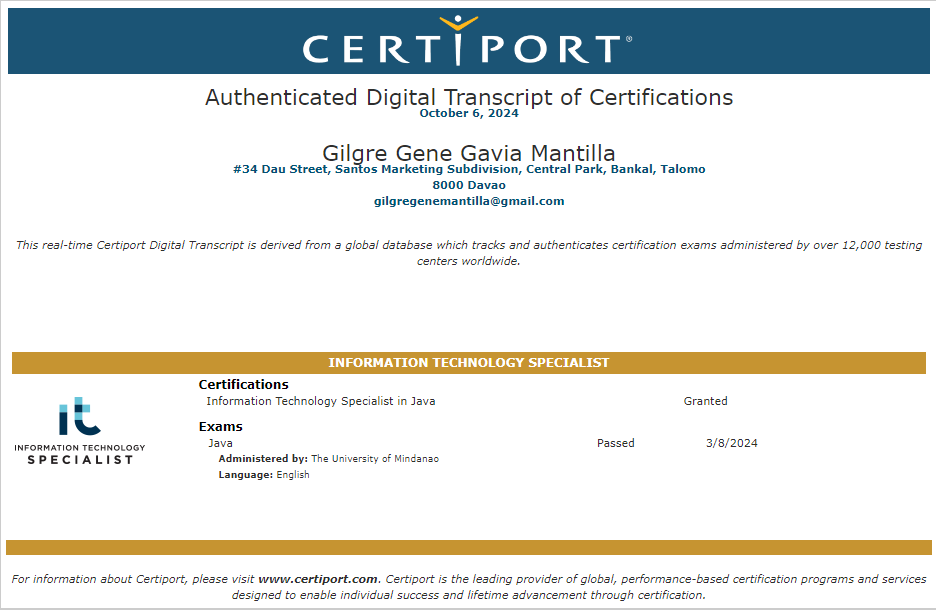 CERTIPORT®
Authenticated Digital Transcript of Certifications
October 6, 2024
Gilgre Gene Gavia Mantilla
#34 Dau Street, Santos Marketing Subdivision, Central Park, Bankal, Talomo
8000 Davao
gilgregenemantilla@gmail.com
This real-time Certiport Digital Transcript is derived from a global database which tracks and authenticates certification exams administered by over 12,000 testing
centers worldwide.
INFORMATION TECHNOLOGY SPECIALIST
it
INFORMATION TECHNOLOGY
SPECIALIST
Certifications
Information Technology Specialist in Java Granted
Exams
Java Passed 3/8/2024
Administered by: The University of Mindanao
Language: English
For information about Certiport, please visit www.certiport.com. Certiport is the leading provider of global, performance-based certification programs and services
designed to enable individual success and lifetime advancement through certification.